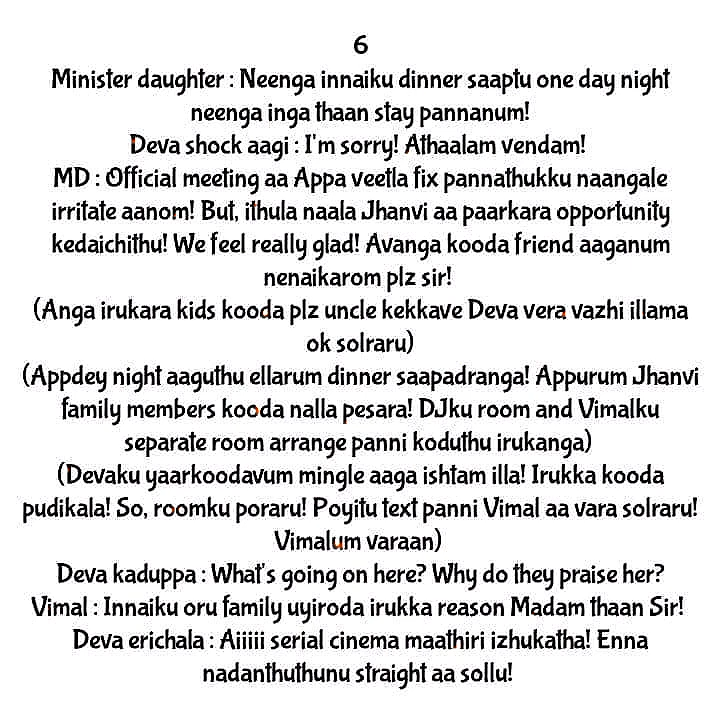 6
Minister daughter : Neenga innaiku dinner saaptu one day night
neenga inga thaan stay pannanum!
Deva shock aagi : I'm sorry! Athaalam vendam!
MD : Official meeting aa Appa veetla fix pannathukku naangale
irritate aanom! But, ithula naala Jhanvi aa paarkara opportunity
kedaichithu! We feel really glad! Avanga kooda friend aaganum
nenaikarom plz sir!
(Anga irukara kids kooda plz uncle kekkave Deva vera vazhi illama
ok solraru)
(Appdey night aaguthu ellarum dinner saapadranga! Appurum Jhanvi
family members kooda nalla pesara! DJku room and Vimalku
separate room arrange panni koduthu irukanga)
(Devaku yaarkoodavum mingle aaga ishtam illa! Irukka kooda
pudikala! So, roomku poraru! Poyitu text panni Vimal aa vara solraru!
Vimalum varaan)
Deva kaduppa : What's going on here? Why do they praise her?
Vimal : Innaiku oru family uyiroda irukka reason Madam thaan Sir!
Deva erichala : Aiiiii serial cinema maathiri izhukatha! Enna
nadanthuthunu straight aa sollu!